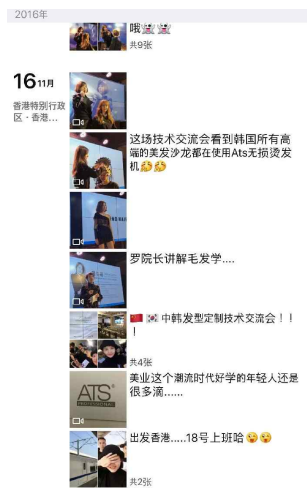 2016年
哦
共9张
16 11月
香港特别行政
区·香港...
这场技术交流会看到韩国所有高
端的美发沙龙都在使用Ats无损烫发
机
罗院长讲解毛发学....
🇨🇳 🇰🇷 中韩发型定制技术交流会！！
！
共4张
美业这个潮流时代好学的年轻人还是
很多滴......
ATS
PROFESSIONAL
出发香港.....18号上班哈
共2张